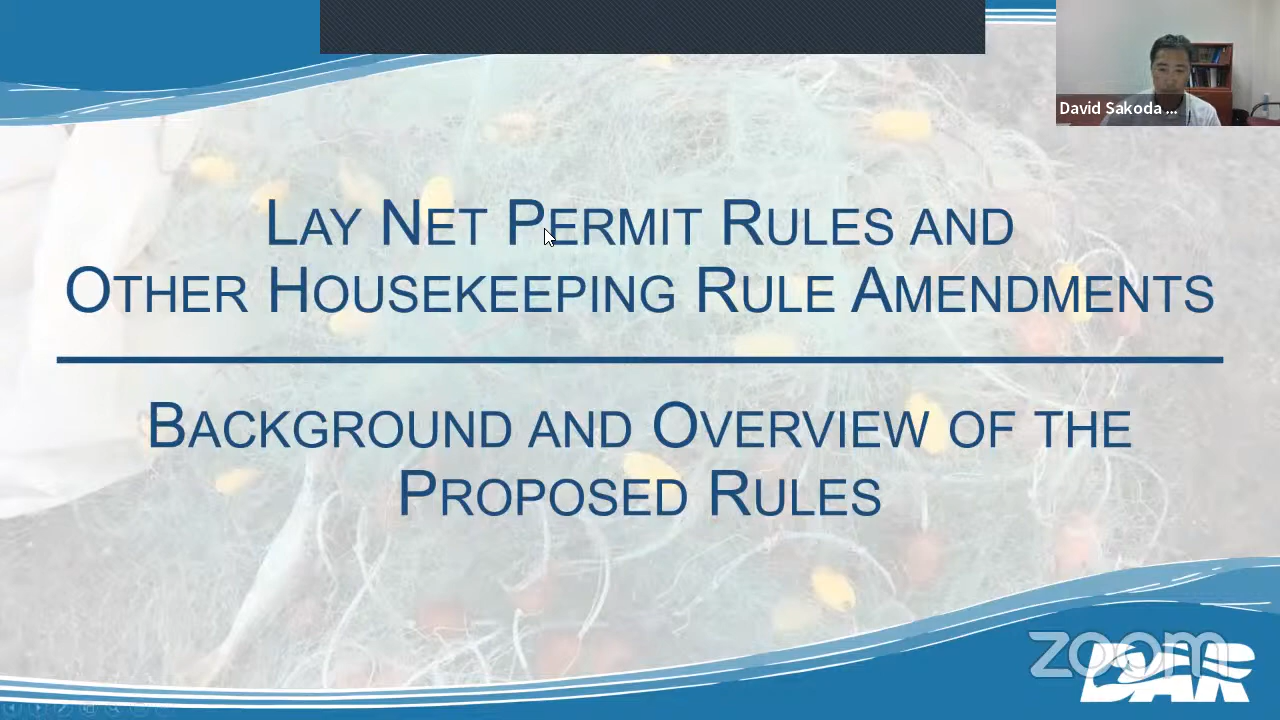 David Sakoda ...
Lay Net Permit Rules and
Other Housekeeping Rule Amendments
Background and Overview of the
Proposed Rules
zoom
DAR